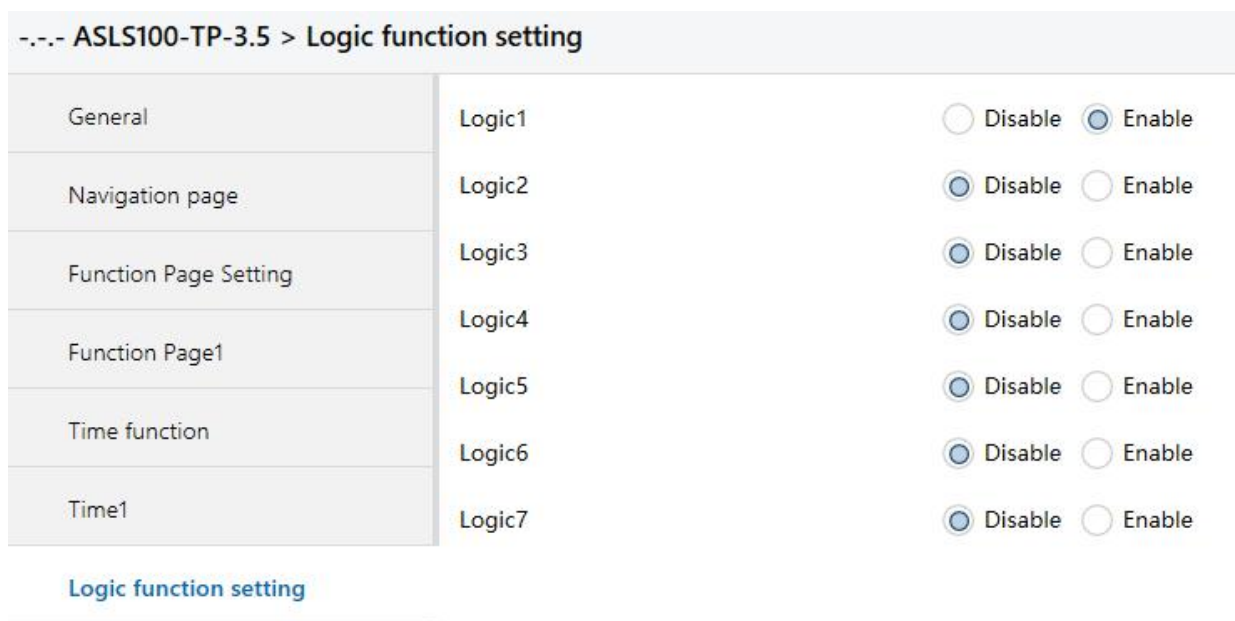 -.-.- ASLS100-TP-3.5 > Logic function setting
General
Navigation page
Function Page Setting
Function Page1
Time function
Time1
Logic function setting
Logic1 Disable Enable
Logic2 Disable Enable
Logic3 Disable Enable
Logic4 Disable Enable
Logic5 Disable Enable
Logic6 Disable Enable
Logic7 Disable Enable